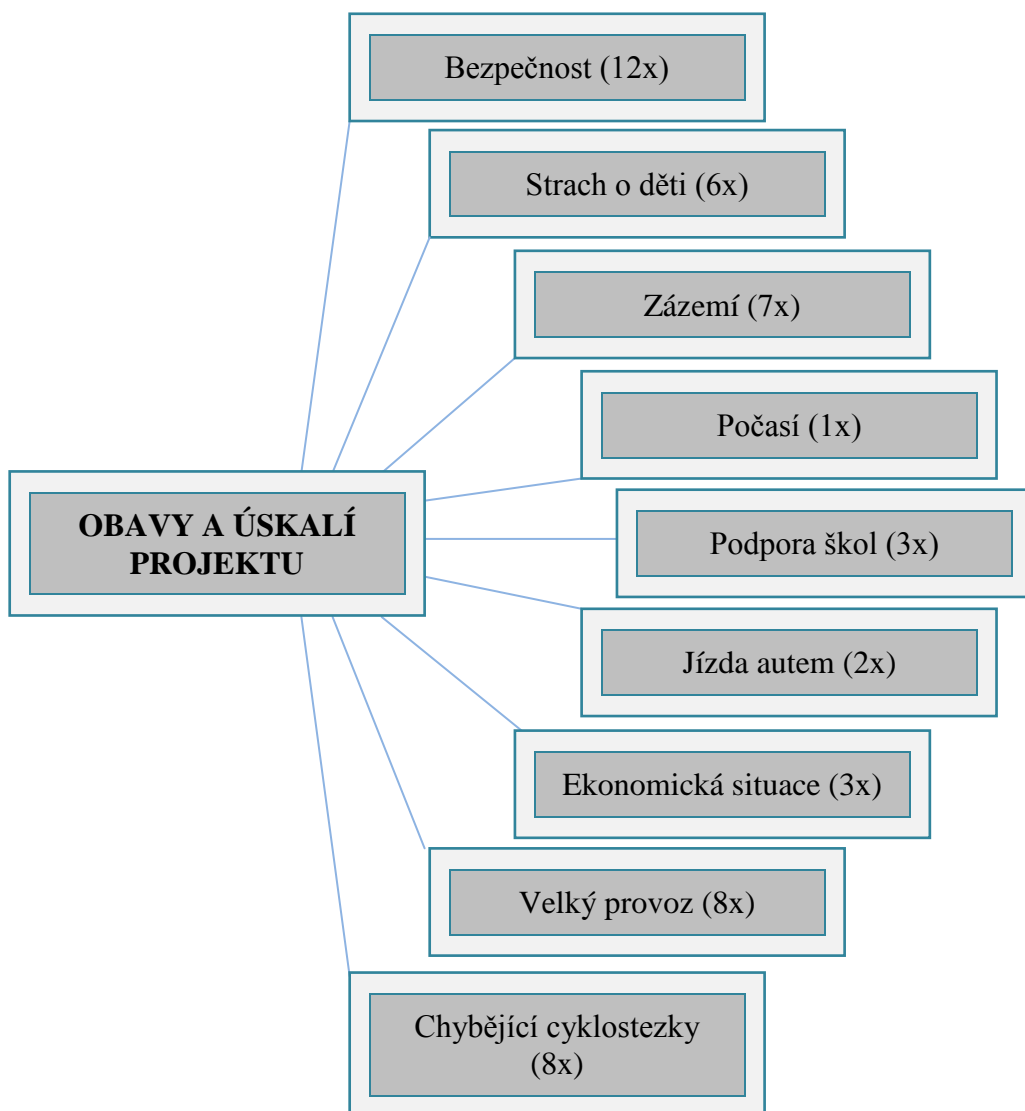 Bezpečnost (12x)
Strach o děti (6x)
Zázemí (7x)
Počasí (1x)
OBAVY A ÚSKALÍ
PROJEKTU
Podpora škol (3x)
Jízda autem (2x)
Ekonomická situace (3x)
Velký provoz (8x)
Chybějící cyklostezky
(8x)